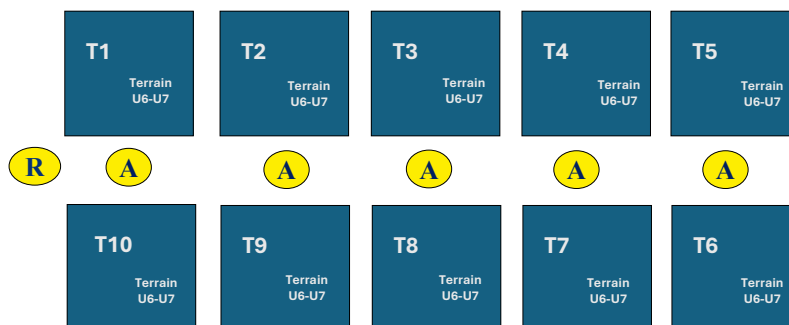 T1
Terrain
U6-U7
T2
Terrain
U6-U7
T3
Terrain
U6-U7
T4
Terrain
U6-U7
T5
Terrain
U6-U7
R
A
A
A
A
A
T10
Terrain
U6-U7
T9
Terrain
U6-U7
T8
Terrain
U6-U7
T7
Terrain
U6-U7
T6
Terrain
U6-U7